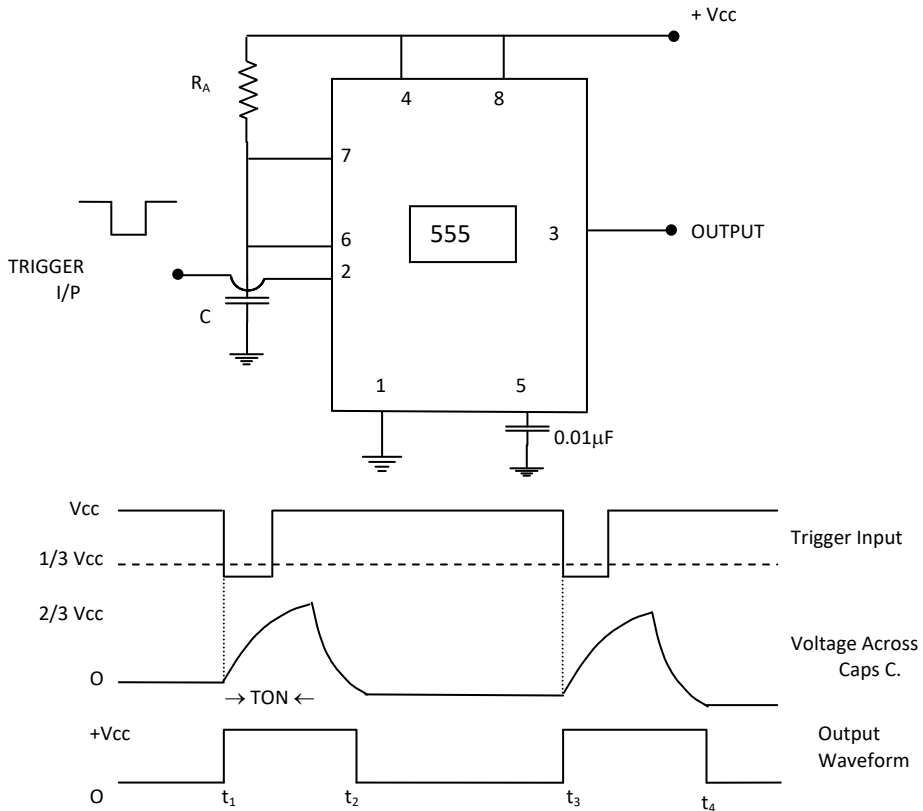 + Vcc
R_A
4 8
7
6
2
555
3
OUTPUT
TRIGGER
I/P
C
1 5
0.01µF
Vcc
Trigger Input
1/3 Vcc
2/3 Vcc
Voltage Across
Caps C.
O
→ TON ←
+Vcc
Output
Waveform
O t₁ t₂ t₃ t₄